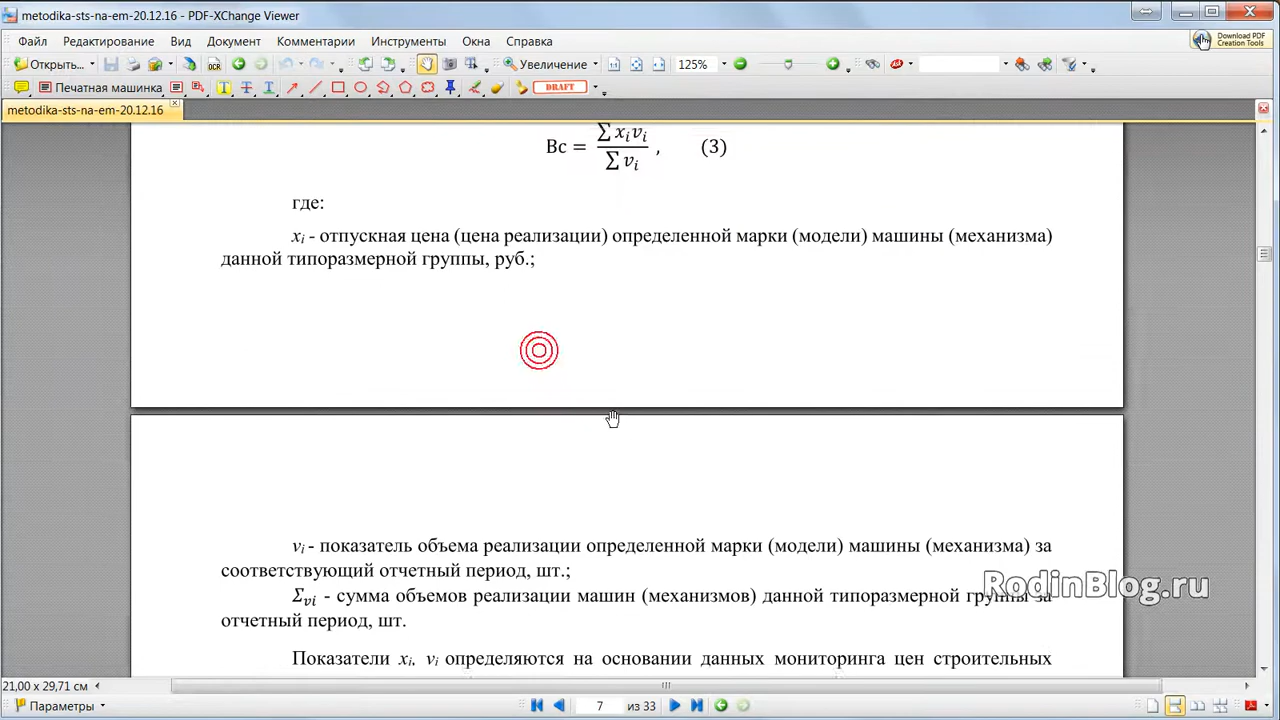 metodika-sts-na-em-20.12.16 - PDF-XChange Viewer
Файл Редактирование Вид Документ Комментарии Инструменты Окна Справка
Download PDF
Creation Tools
Открыть... OCR Увеличение 125%
Печатная машинка T T T DRAFT
metodika-sts-na-em-20.12.16
Вс = ∑ xᵢvᵢ / ∑ vᵢ , (3)
где:
xᵢ - отпускная цена (цена реализации) определенной марки (модели) машины (механизма)
данной типоразмерной группы, руб.;
vᵢ - показатель объема реализации определенной марки (модели) машины (механизма) за
соответствующий отчетный период, шт.;
Σᵥᵢ - сумма объемов реализации машин (механизмов) данной типоразмерной группы за
отчетный период, шт.
RodinBlog.ru
Показатели xᵢ, vᵢ определяются на основании данных мониторинга цен строительных
21,00 x 29,71 см
Параметры 7 из 33